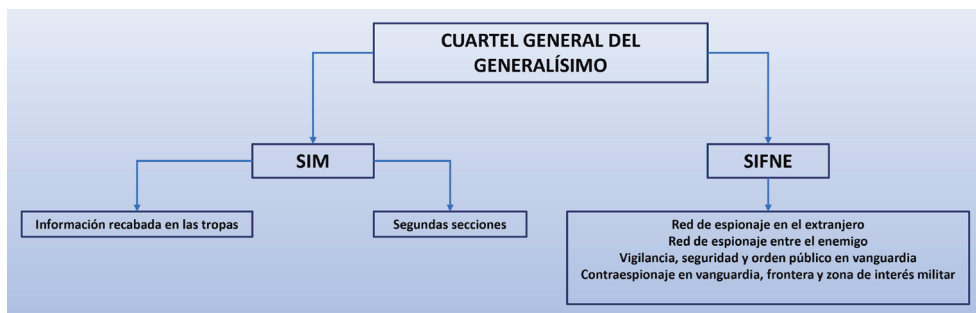 CUARTEL GENERAL DEL
GENERALÍSIMO
SIM
SIFNE
Información recabada en las tropas
Segundas secciones
Red de espionaje en el extranjero
Red de espionaje entre el enemigo
Vigilancia, seguridad y orden público en vanguardia
Contraespionaje en vanguardia, frontera y zona de interés militar